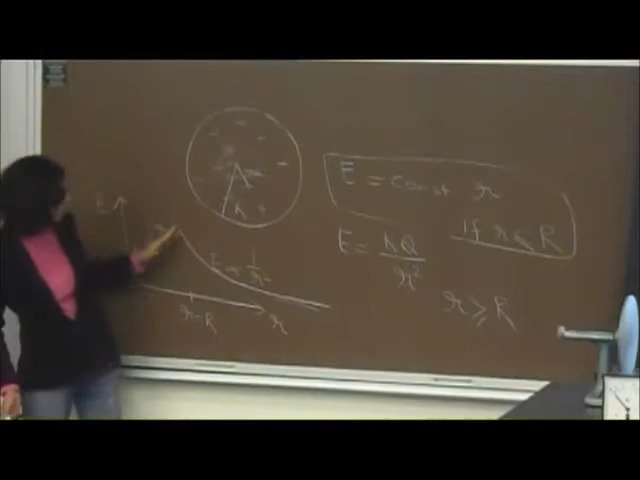 E
R
E ∝ 1/r²
r=R
r
E = const r
if r ≤ R
E = kQ/r²
r ≥ R